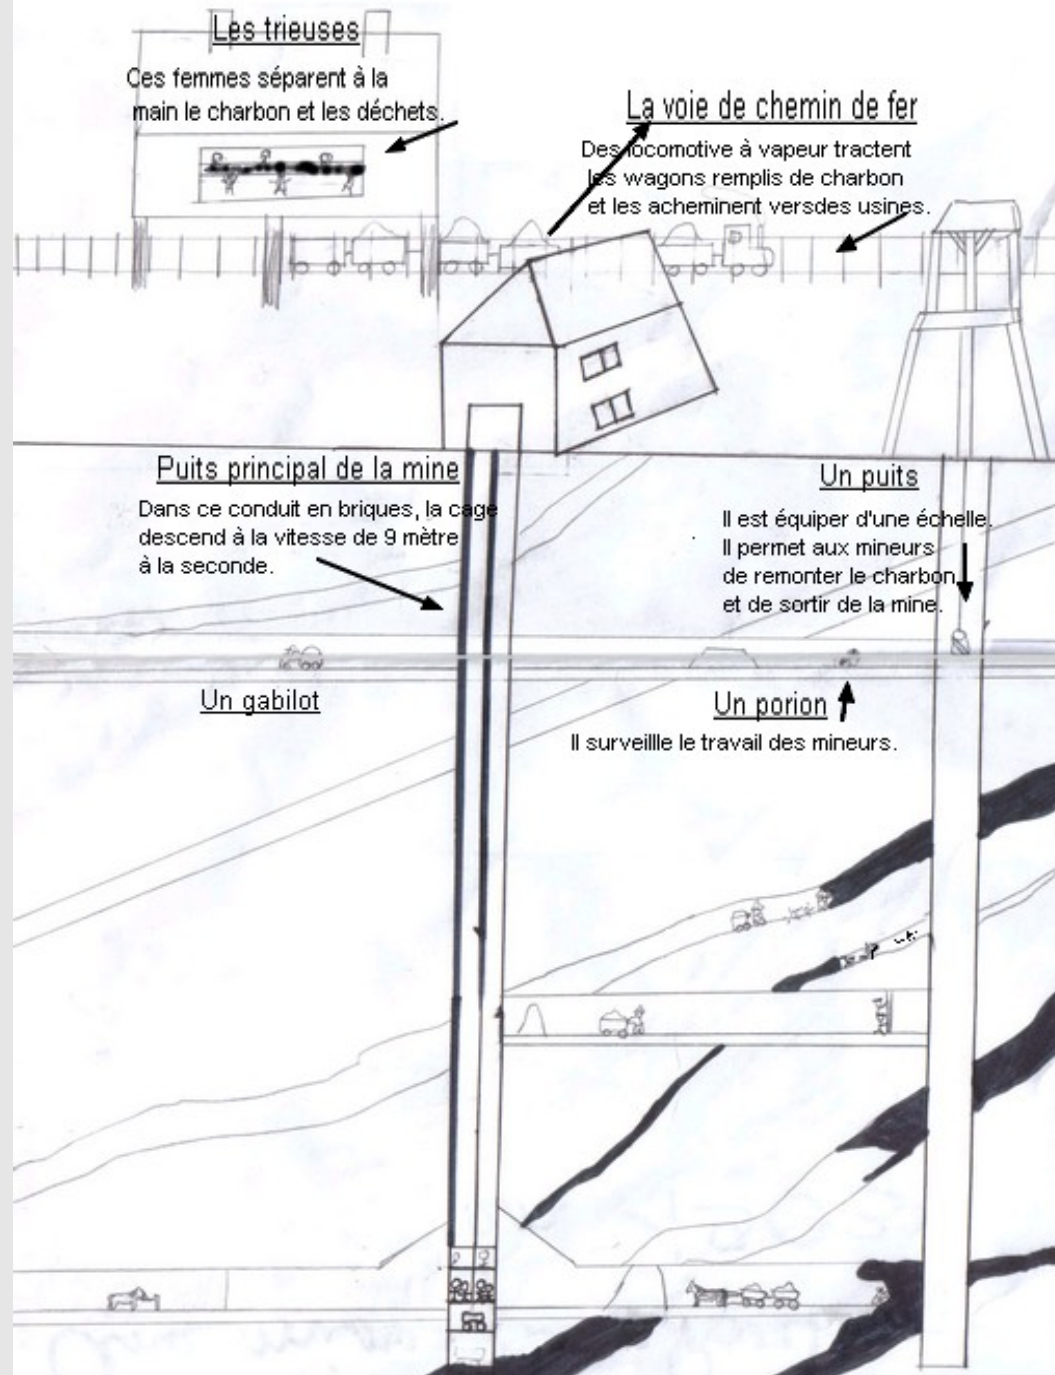 Les trieuses
Ces femmes séparent à la
main le charbon et les déchets.
La voie de chemin de fer
Des locomotive à vapeur tractent
les wagons remplis de charbon
et les acheminent versdes usines.
Puits principal de la mine
Dans ce conduit en briques, la cage
descend à la vitesse de 9 mètre
à la seconde.
Un puits
Il est équiper d'une échelle.
Il permet aux mineurs
de remonter le charbon
et de sortir de la mine.
Un gabilot
Un porion
Il surveillle le travail des mineurs.